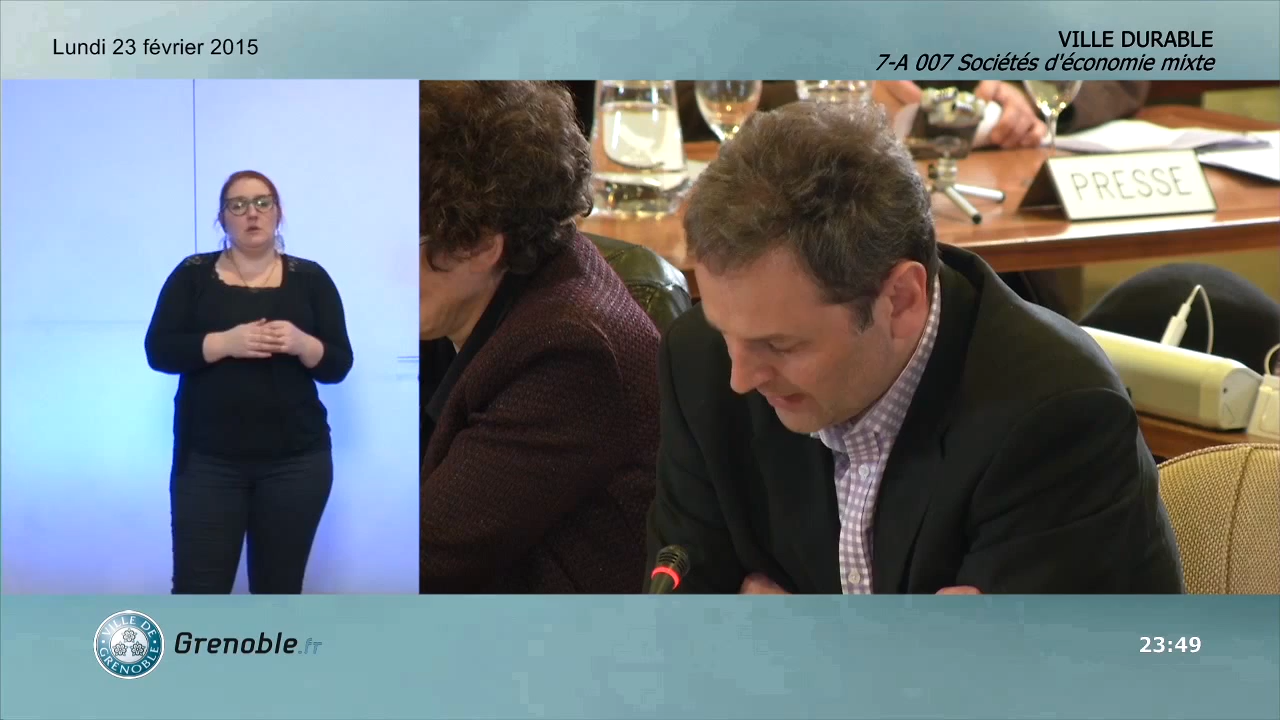 Lundi 23 février 2015
VILLE DURABLE
7-A 007 Sociétés d'économie mixte
PRESSE
VILLE DE
GRENOBLE
Grenoble.fr
23:49